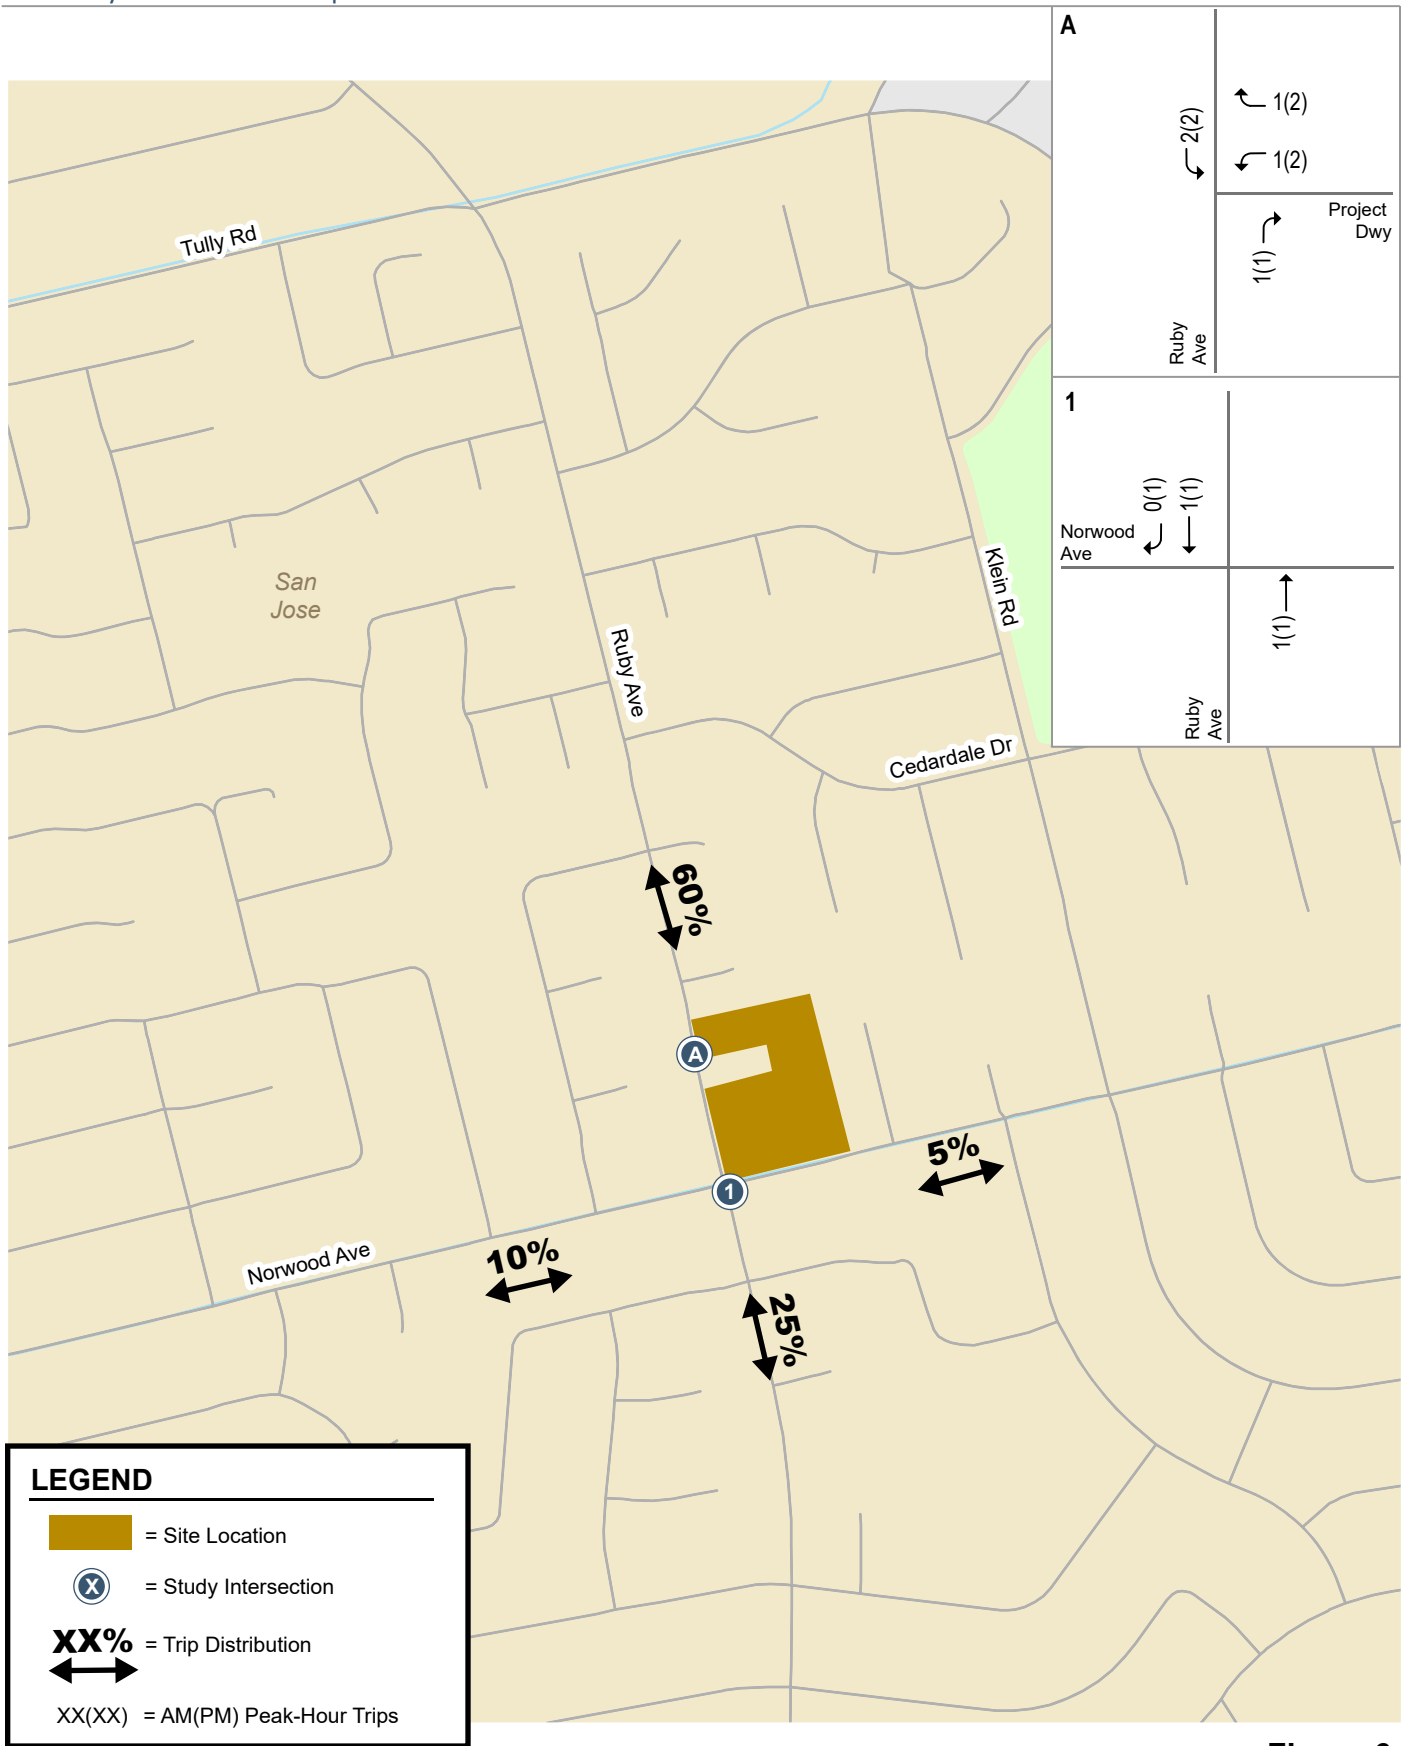 A
2(2)
1(2)
1(2)
1(1)
Project
Dwy
Ruby
Ave
1
0(1)
1(1)
Norwood
Ave
1(1)
Ruby
Ave
Tully Rd
San
Jose
Klein Rd
Ruby Ave
Cedardale Dr
60%
A
5%
1
10%
Norwood Ave
25%
LEGEND
= Site Location
X = Study Intersection
XX% = Trip Distribution
XX(XX) = AM(PM) Peak-Hour Trips